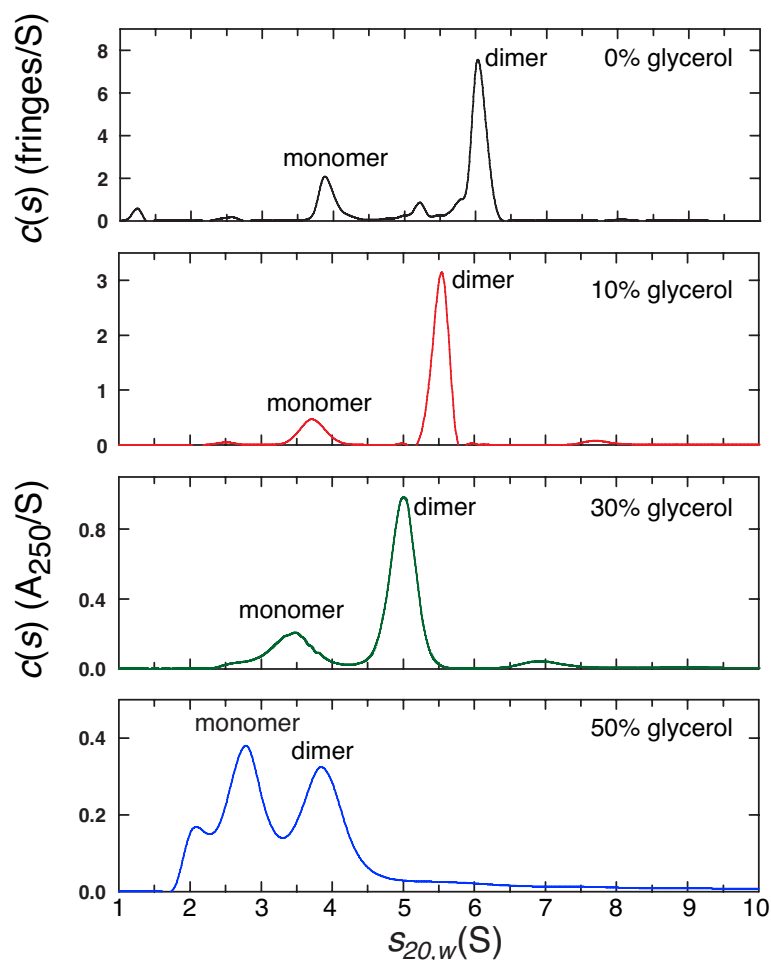 c(s) (fringes/S)
8
6
4
2
0
monomer
dimer
0% glycerol
3
2
1
0
monomer
dimer
10% glycerol
c(s) (A250/S)
0.8
0.4
0.0
monomer
dimer
30% glycerol
0.4
0.2
0.0
monomer
dimer
50% glycerol
1 2 3 4 5 6 7 8 9 10
s20,w(S)